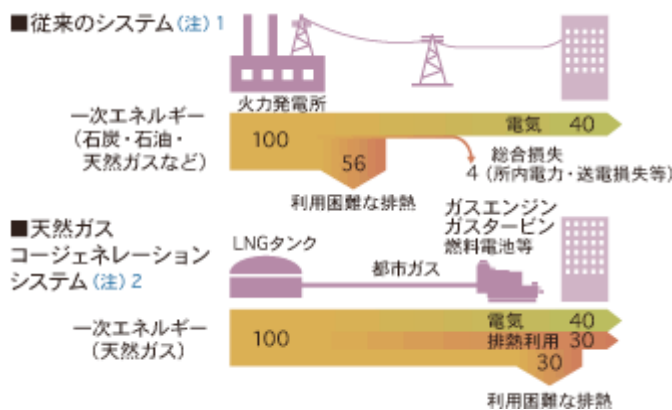 ■従来のシステム(注)1
火力発電所
一次エネルギー
(石炭・石油・
天然ガスなど)
100
電気 40
56
総合損失
4(所内電力・送電損失等)
利用困難な排熱
■天然ガス
コージェネレーション
システム(注)2
LNGタンク
都市ガス
ガスエンジン
ガスタービン
燃料電池等
一次エネルギー
(天然ガス)
100
電気 40
排熱利用 30
30
利用困難な排熱